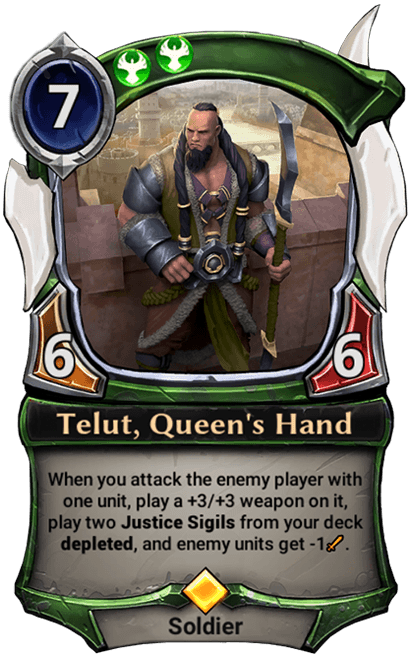 7
6
6
Telut, Queen's Hand
When you attack the enemy player with
one unit, play a +3/+3 weapon on it,
play two Justice Sigils from your deck
depleted, and enemy units get -1.
Soldier